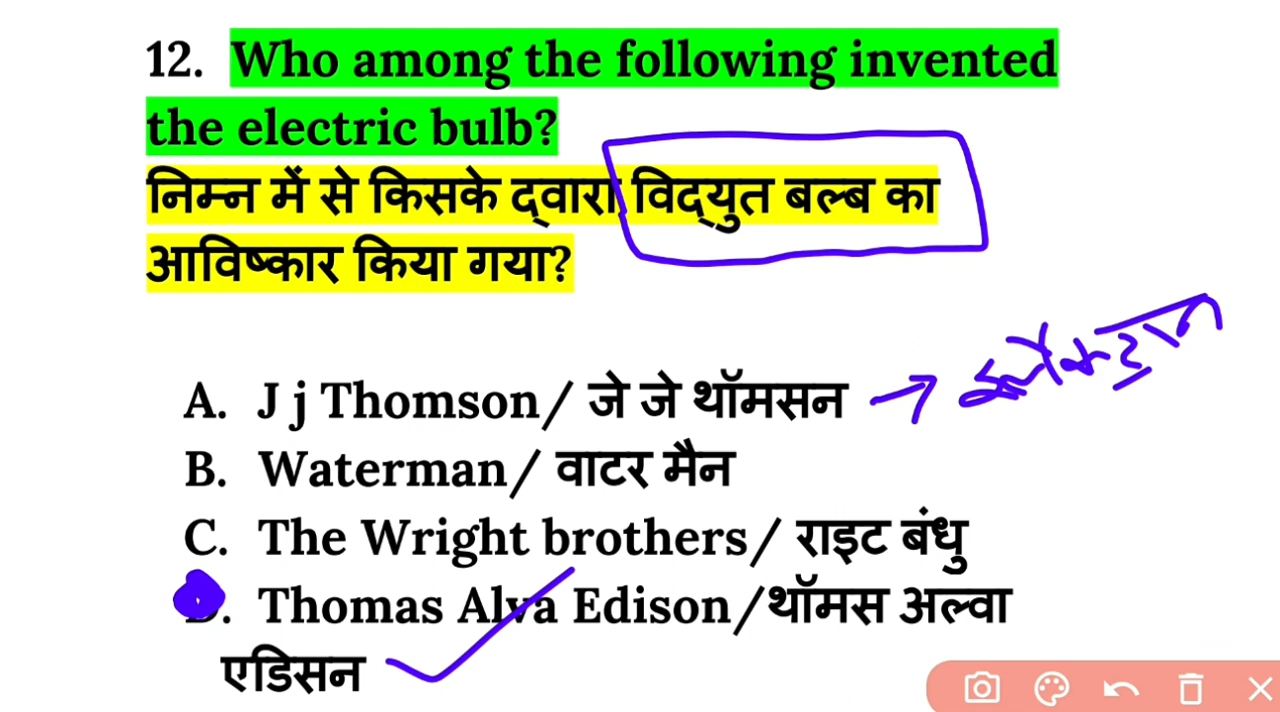 12. Who among the following invented
the electric bulb?
निम्न में से किसके द्वारा विद्युत बल्ब का
आविष्कार किया गया?
A. J j Thomson/ जे जे थॉमसन →
B. Waterman/ वाटर मैन
C. The Wright brothers/ राइट बंधु
D. Thomas Alva Edison/थॉमस अल्वा
एडिसन